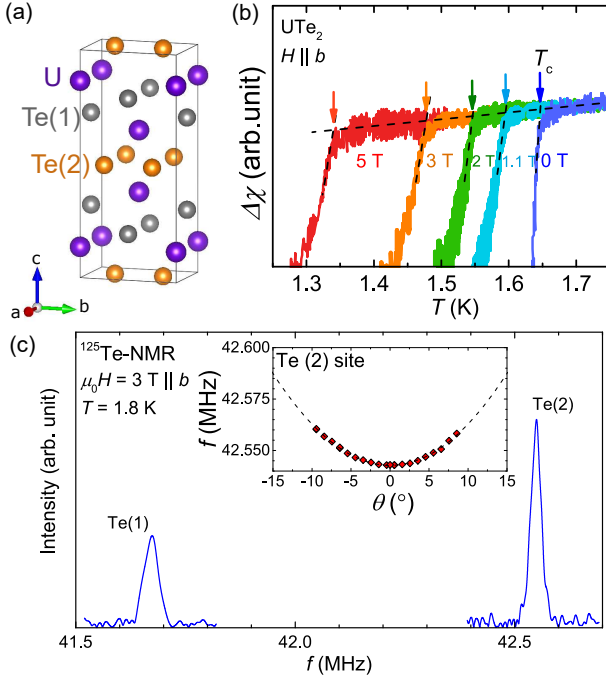 (a)
U
Te(1)
Te(2)
c
a
b
(b)
UTe₂
H || b
T_c
5 T
3 T
2 T
1.1 T
0 T
Δχ (arb.unit)
1.3 1.4 1.5 1.6 1.7
T (K)
(c)
¹²⁵Te-NMR
μ₀H = 3 T || b
T = 1.8 K
Te (2) site
42.600
42.575
42.550
f (MHz)
-15 -10 -5 0 5 10 15
θ (°)
Te(1)
Te(2)
Intensity (arb. unit)
41.5 42.0 42.5
f (MHz)